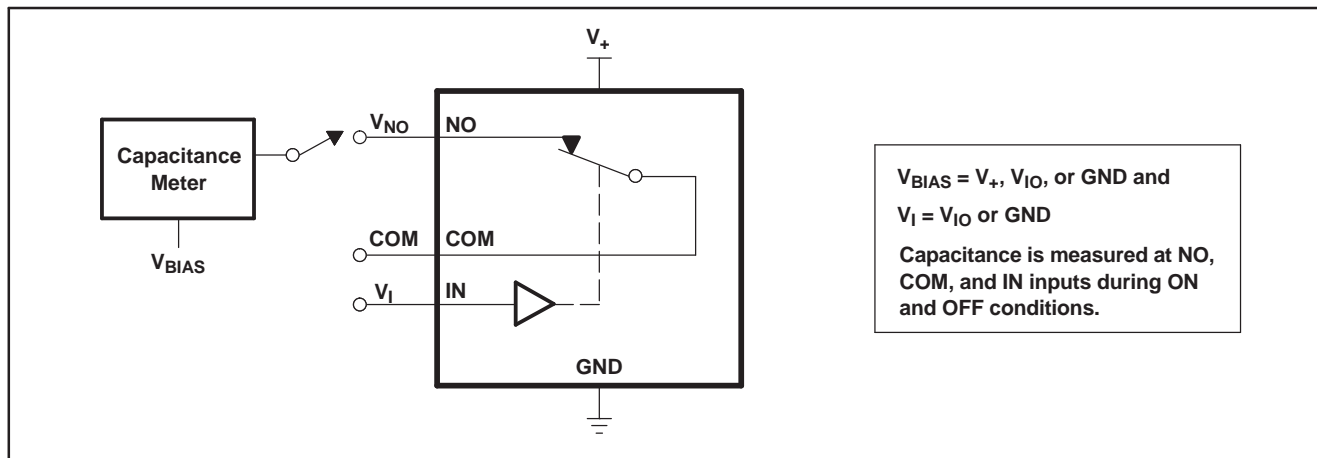 V+
Capacitance
Meter
VBIAS
VNO
NO
COM
COM
VI
IN
GND
VBIAS = V+, VIO, or GND and
VI = VIO or GND
Capacitance is measured at NO,
COM, and IN inputs during ON
and OFF conditions.